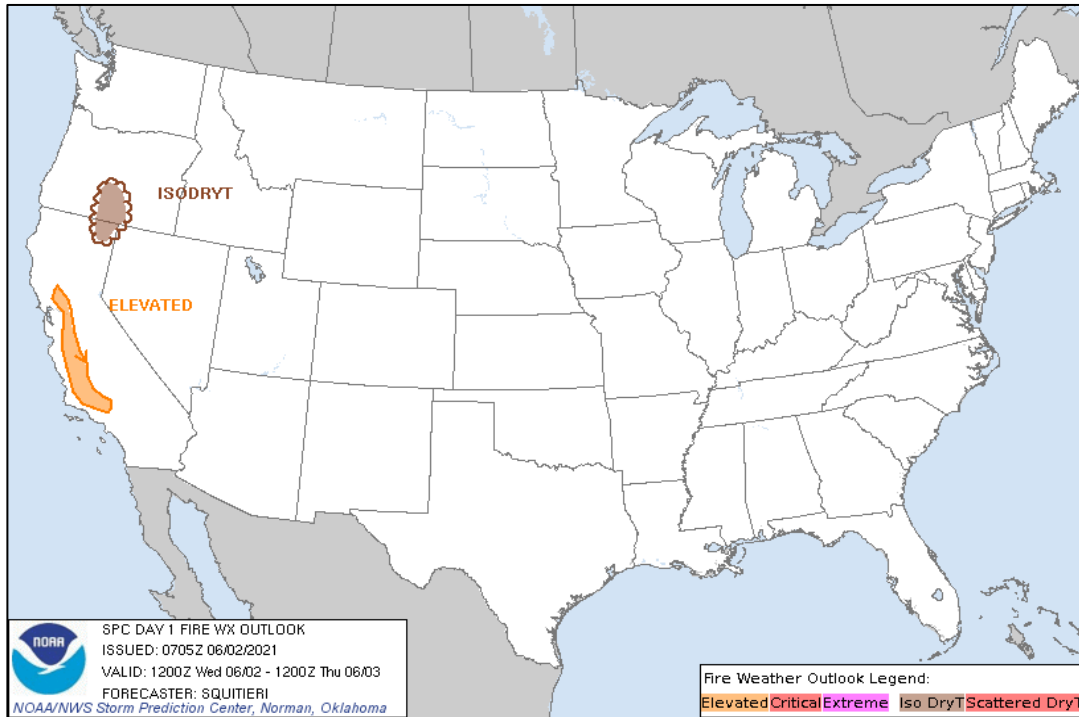 ISODRYT
ELEVATED
NOAA
SPC DAY 1 FIRE WX OUTLOOK
ISSUED: 0705Z 06/02/2021
VALID: 1200Z Wed 06/02 - 1200Z Thu 06/03
FORECASTER: SQUITIERI
NOAA/NWS Storm Prediction Center, Norman, Oklahoma
Fire Weather Outlook Legend:
Elevated Critical Extreme Iso DryT Scattered DryT